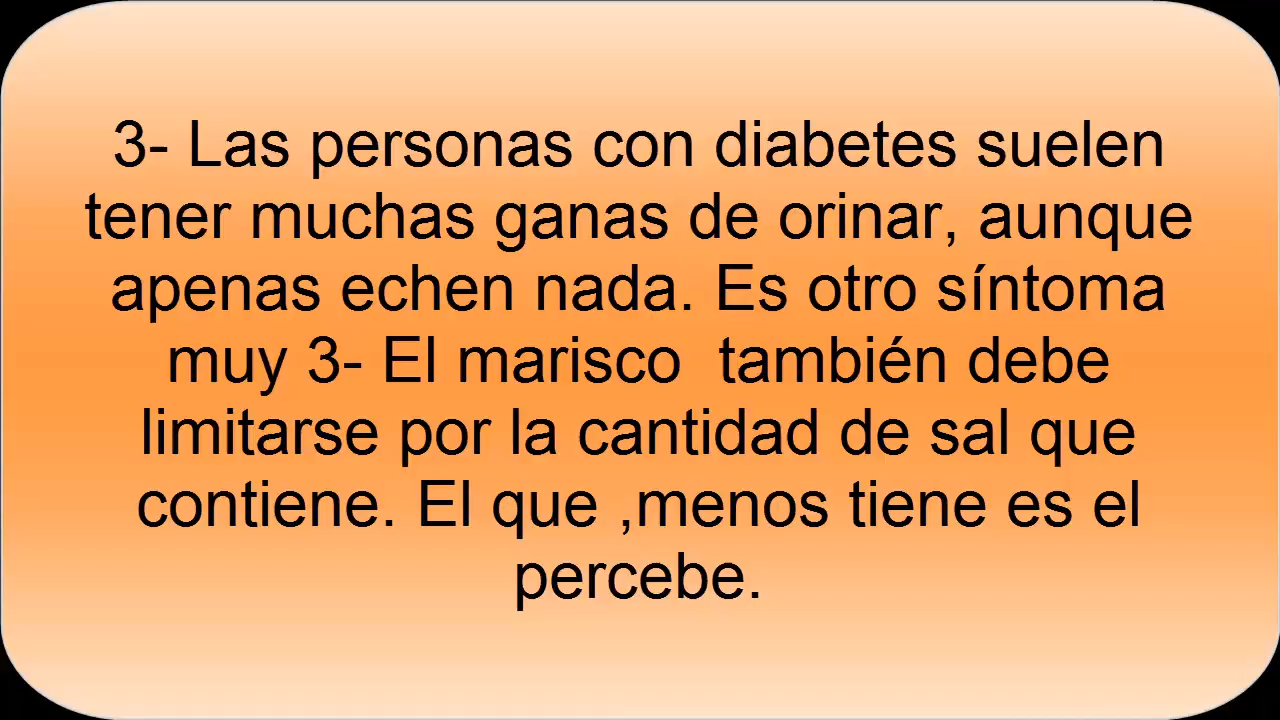 3- Las personas con diabetes suelen
tener muchas ganas de orinar, aunque
apenas echen nada. Es otro síntoma
muy 3- El marisco  también debe
limitarse por la cantidad de sal que
contiene. El que ,menos tiene es el
percebe.